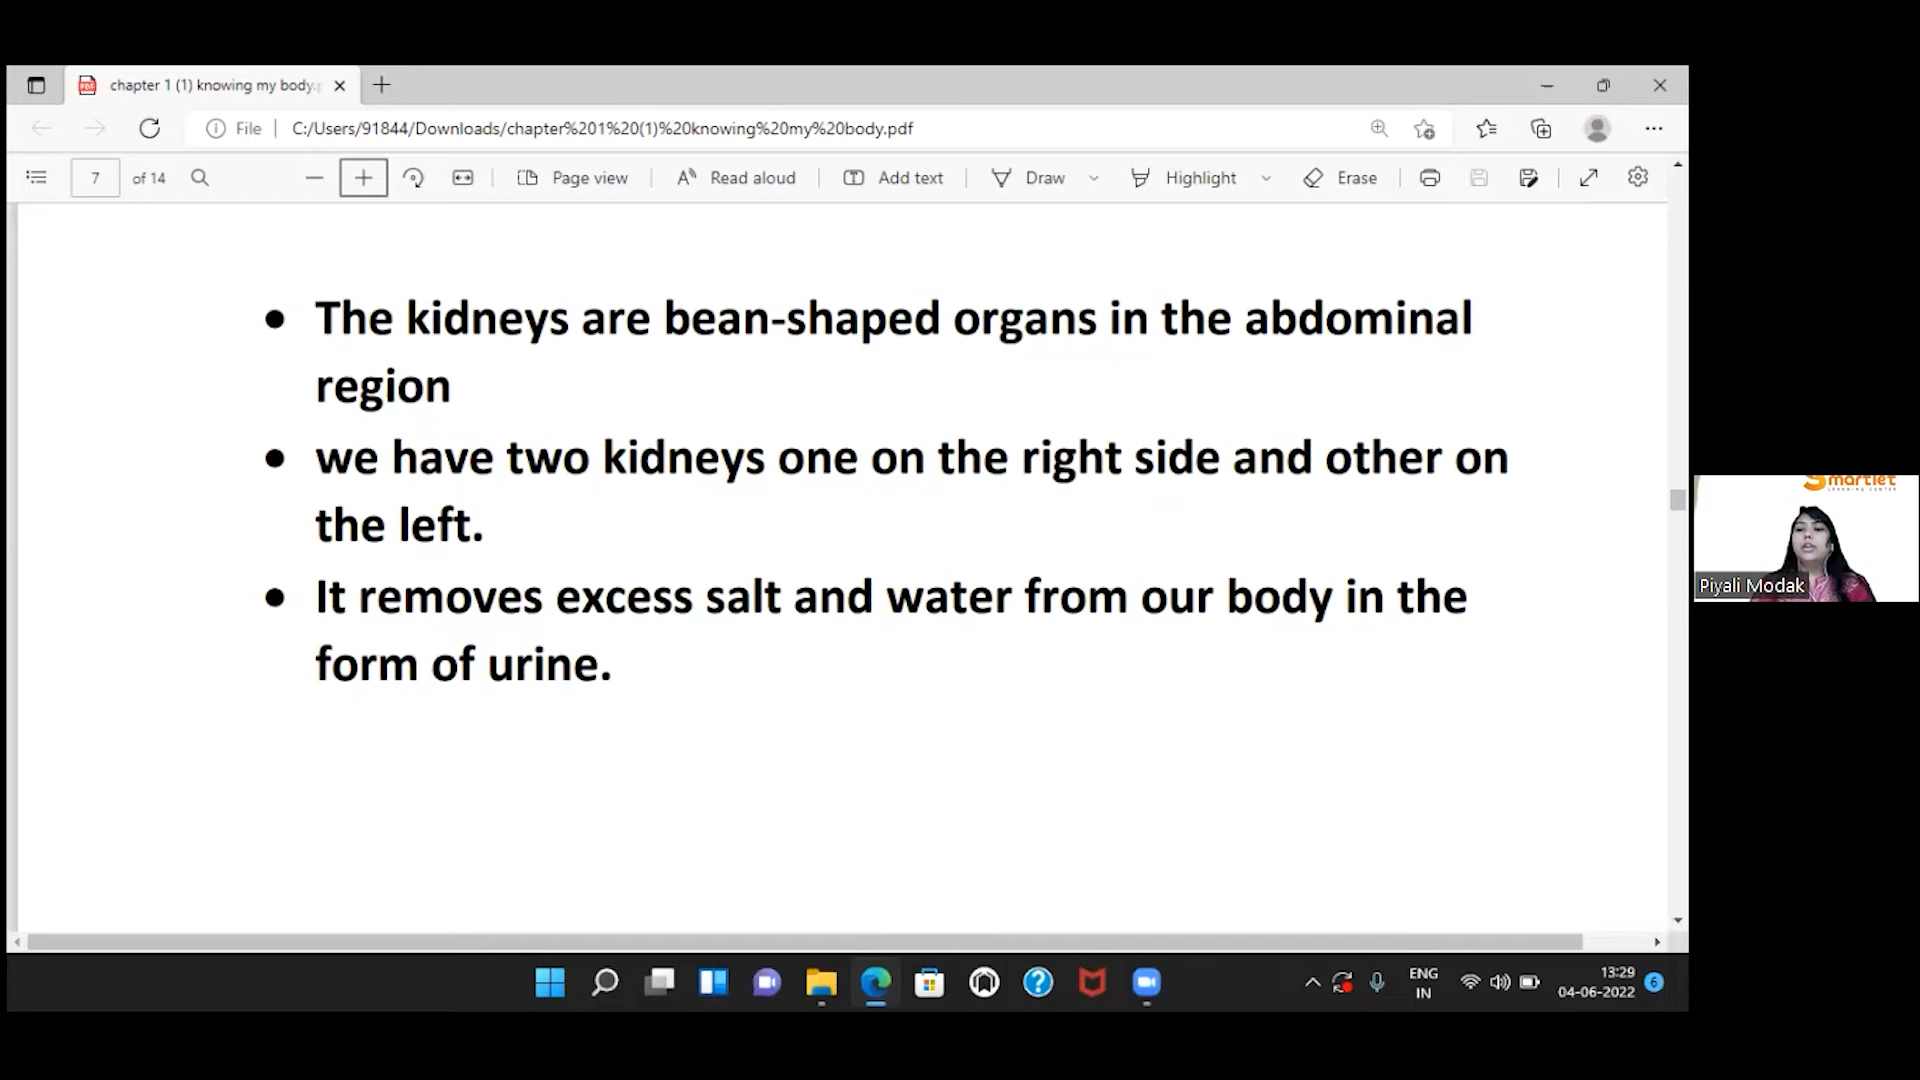 chapter 1 (1) knowing my body.p
File
C:/Users/91844/Downloads/chapter%201%20(1)%20knowing%20my%20body.pdf
7 of 14
Page view
Read aloud
Add text
Draw
Highlight
Erase
• The kidneys are bean-shaped organs in the abdominal
region
• we have two kidneys one on the right side and other on
the left.
• It removes excess salt and water from our body in the
form of urine.
Smartlet
LEARNING CENTER
Piyali Modak
ENG
IN
13:29
04-06-2022
6